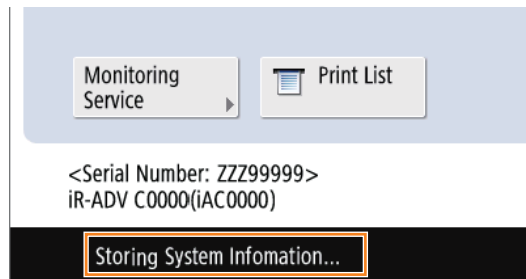 Monitoring
Service
Print List
<Serial Number: ZZZ99999>
iR-ADV C0000(iAC0000)
Storing System Infomation...